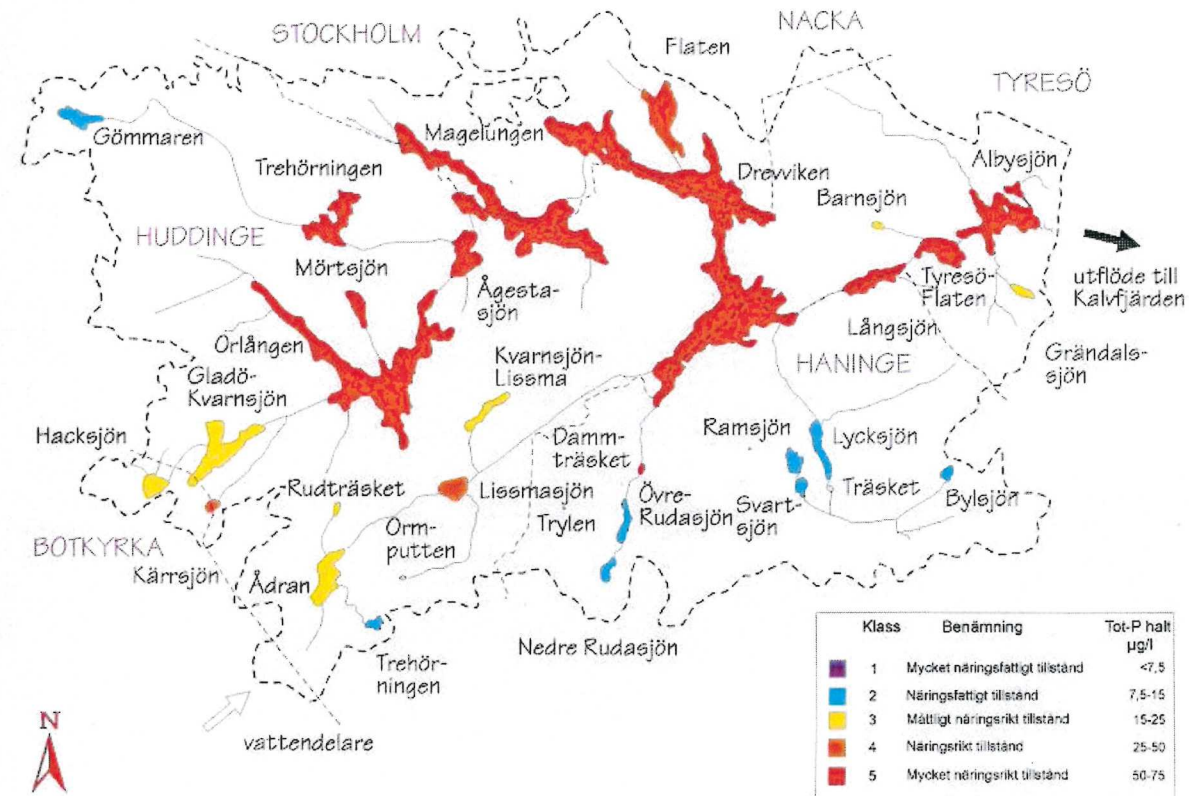 NACKA
STOCKHOLM
Flaten
TYRESÖ
Gömmaren
Magelungen
Albysjön
Trehörningen
Drevviken
Barnsjön
HUDDINGE
Mörtsjön
Ågesta-
sjön
Tyresö-
Flaten
utflöde till
Kalvfjärden
Långsjön
Orlången
Kvarnsjön-
Lissma
HANINGE
Grändals-
sjön
Gladö-
Kvarnsjön
Hacksjön
Damm-
träsket
Ramsjön
Lycksjön
Rudträsket
Lissmasjön
Övre-
Rudasjön
Träsket
Svart-
sjön
Bylsjön
Trylen
Orm-
putten
BOTKYRKA
Kärrsjön
Ådran
Nedre Rudasjön
Trehör-
ningen
vattendelare
N
Klass Benämning Tot-P halt
µg/l
1 Mycket näringsfattigt tillstånd <7,5
2 Näringsfattigt tillstånd 7,5-15
3 Måttligt näringsrikt tillstånd 15-25
4 Näringsrikt tillstånd 25-50
5 Mycket näringsrikt tillstånd 50-75